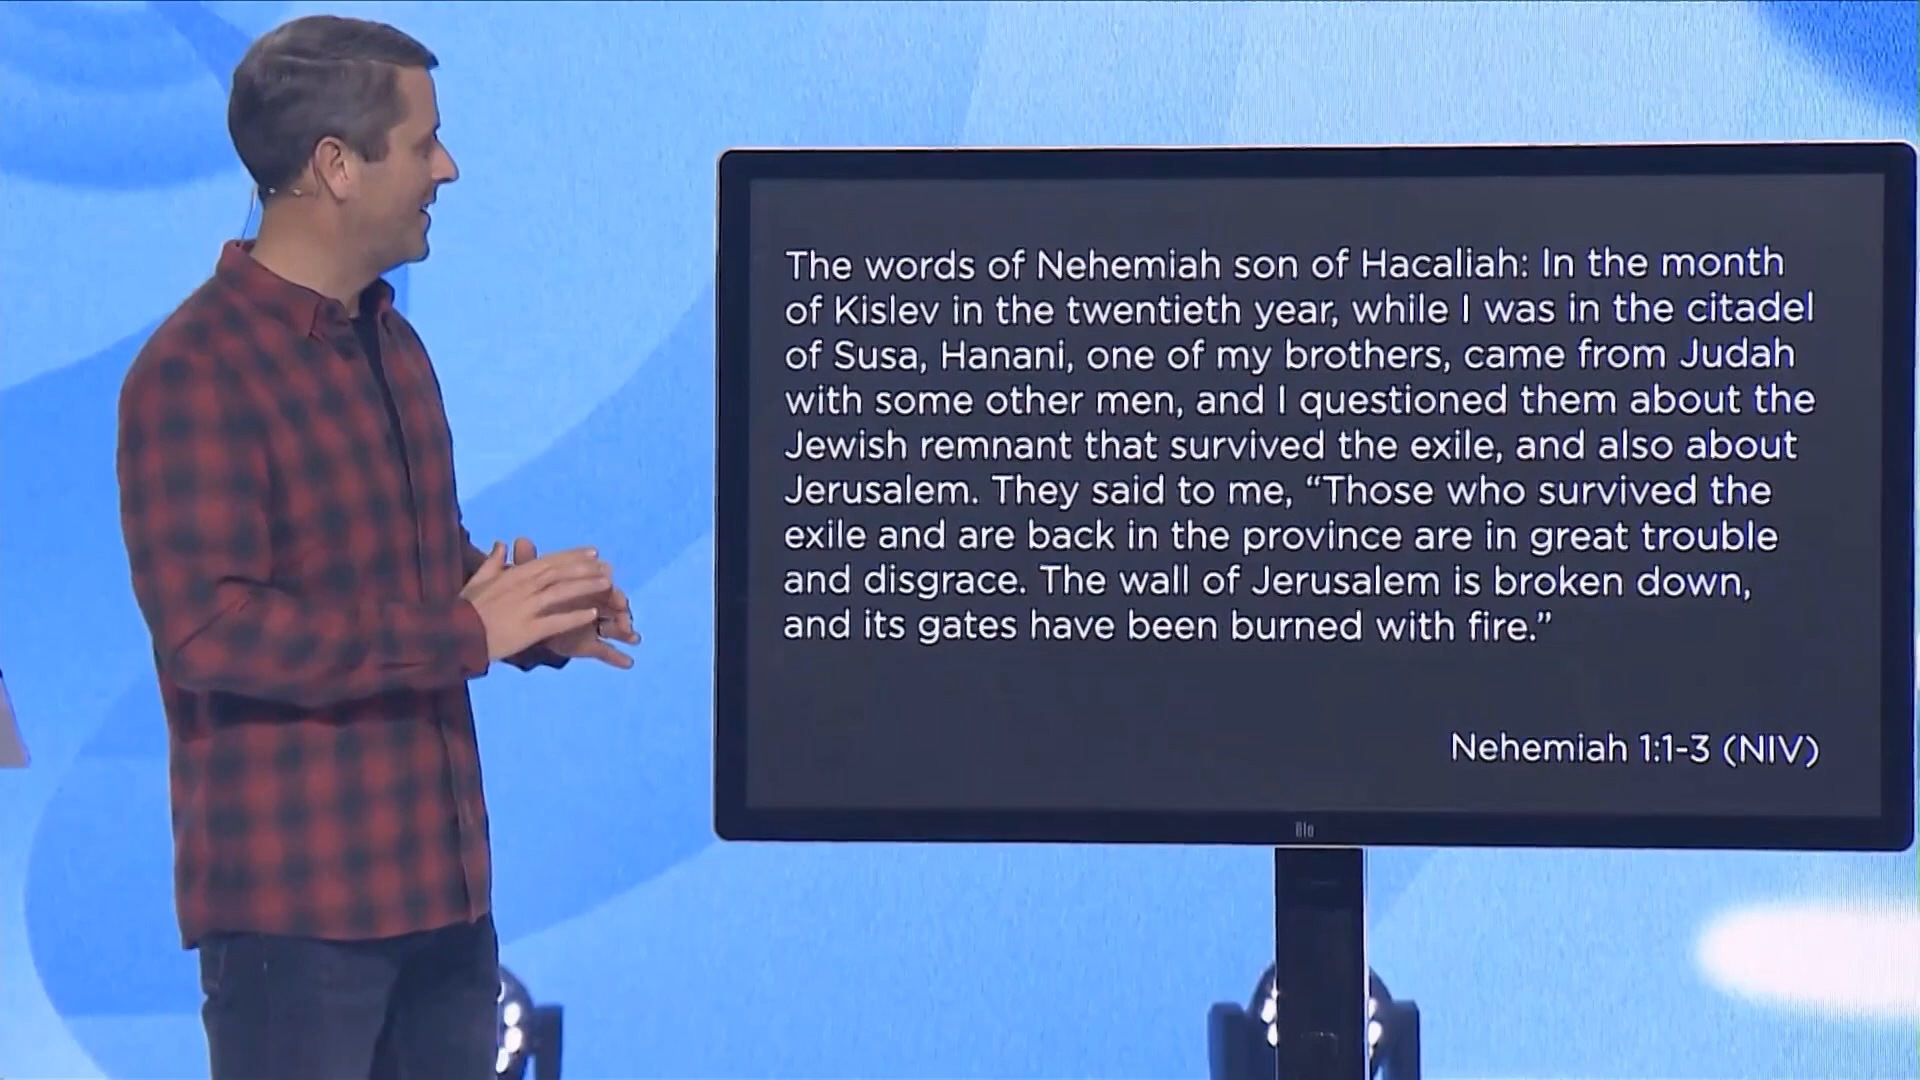 The words of Nehemiah son of Hacaliah: In the month
of Kislev in the twentieth year, while I was in the citadel
of Susa, Hanani, one of my brothers, came from Judah
with some other men, and I questioned them about the
Jewish remnant that survived the exile, and also about
Jerusalem. They said to me, “Those who survived the
exile and are back in the province are in great trouble
and disgrace. The wall of Jerusalem is broken down,
and its gates have been burned with fire.”
Nehemiah 1:1-3 (NIV)
elo